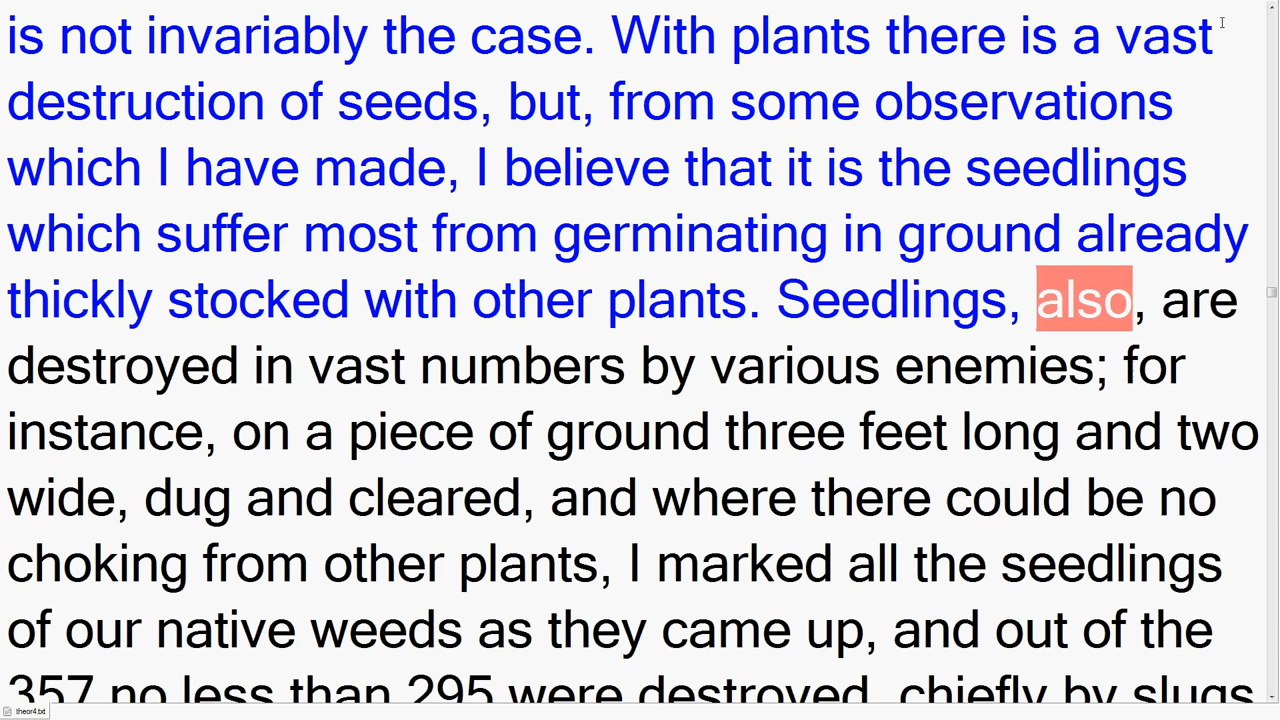 is not invariably the case. With plants there is a vast
destruction of seeds, but, from some observations
which I have made, I believe that it is the seedlings
which suffer most from germinating in ground already
thickly stocked with other plants. Seedlings, also, are
destroyed in vast numbers by various enemies; for
instance, on a piece of ground three feet long and two
wide, dug and cleared, and where there could be no
choking from other plants, I marked all the seedlings
of our native weeds as they came up, and out of the
357 no less than 295 were destroyed, chiefly by slugs
theor4.txt